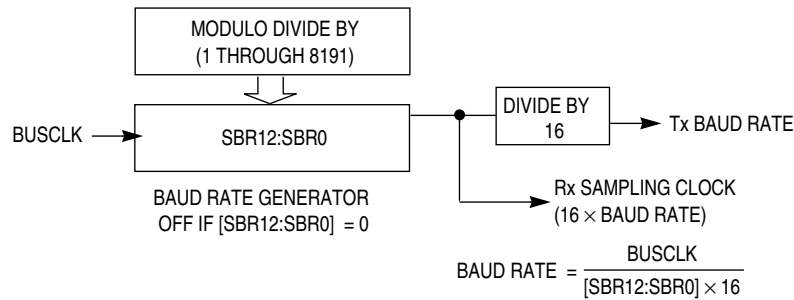 MODULO DIVIDE BY
(1 THROUGH 8191)
BUSCLK
SBR12:SBR0
DIVIDE BY
16
Tx BAUD RATE
BAUD RATE GENERATOR
OFF IF [SBR12:SBR0] = 0
Rx SAMPLING CLOCK
(16 × BAUD RATE)
BAUD RATE =
BUSCLK
[SBR12:SBR0] × 16